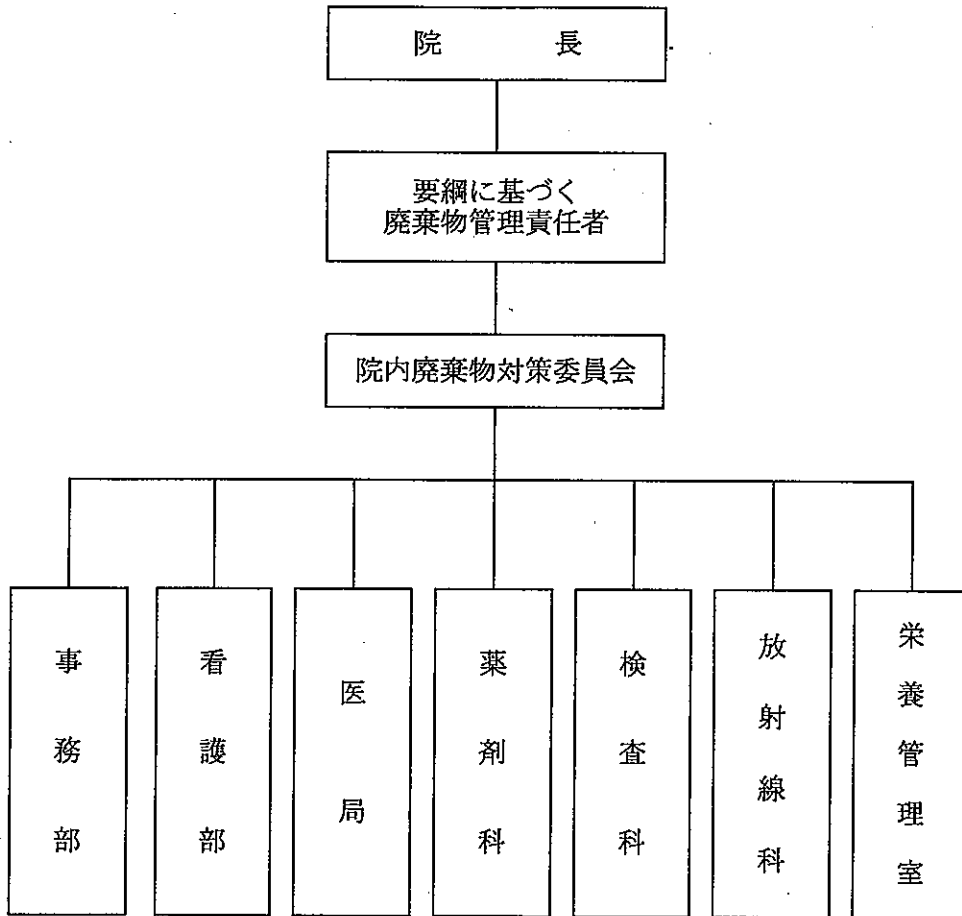 院長
要綱に基づく
廃棄物管理責任者
院内廃棄物対策委員会
事務部
看護部
医局
薬剤科
検査科
放射線科
栄養管理室